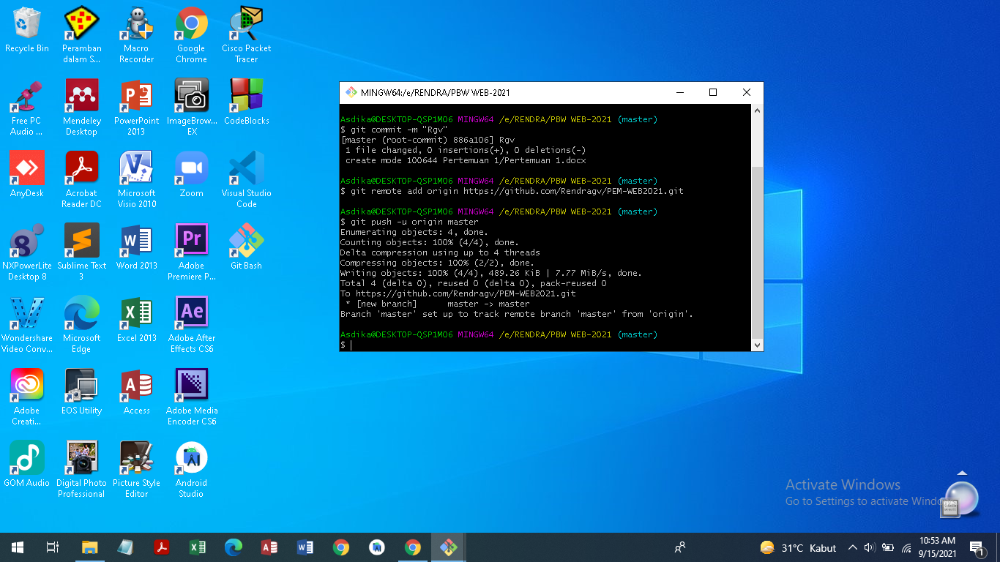 Recycle Bin
Peramban dalam S...
Macro Recorder
Google Chrome
Cisco Packet Tracer
Free PC Audio ...
Mendeley Desktop
PowerPoint 2013
ImageBrow... EX
CodeBlocks
AnyDesk
Acrobat Reader DC
Microsoft Visio 2010
Zoom
Visual Studio Code
NXPowerLite Desktop 8
Sublime Text 3
Word 2013
Adobe Premiere P...
Git Bash
Wondershare Video Conv...
Microsoft Edge
Excel 2013
Adobe After Effects CS6
Adobe Creati...
EOS Utility
Access
Adobe Media Encoder CS6
GOM Audio
Digital Photo Professional
Picture Style Editor
Android Studio
MINGW64:/e/RENDRA/PBW WEB-2021
Asdika@DESKTOP-QSP1MO6 MINGW64 /e/RENDRA/PBW WEB-2021 (master)
$ git commit -m "Rgv"
[master (root-commit) 886a106] Rgv
1 file changed, 0 insertions(+), 0 deletions(-)
create mode 100644 Pertemuan 1/Pertemuan 1.docx
Asdika@DESKTOP-QSP1MO6 MINGW64 /e/RENDRA/PBW WEB-2021 (master)
$ git remote add origin https://github.com/Rendragv/PEM-WEB2021.git
Asdika@DESKTOP-QSP1MO6 MINGW64 /e/RENDRA/PBW WEB-2021 (master)
$ git push -u origin master
Enumerating objects: 4, done.
Counting objects: 100% (4/4), done.
Delta compression using up to 4 threads
Compressing objects: 100% (2/2), done.
Writing objects: 100% (4/4), 489.26 KiB | 7.77 MiB/s, done.
Total 4 (delta 0), reused 0 (delta 0), pack-reused 0
To https://github.com/Rendragv/PEM-WEB2021.git
* [new branch]      master -> master
Branch 'master' set up to track remote branch 'master' from 'origin'.
Asdika@DESKTOP-QSP1MO6 MINGW64 /e/RENDRA/PBW WEB-2021 (master)
$
Activate Windows
Go to Settings to activate Windo
31°C Kabut
10:53 AM
9/15/2021
1